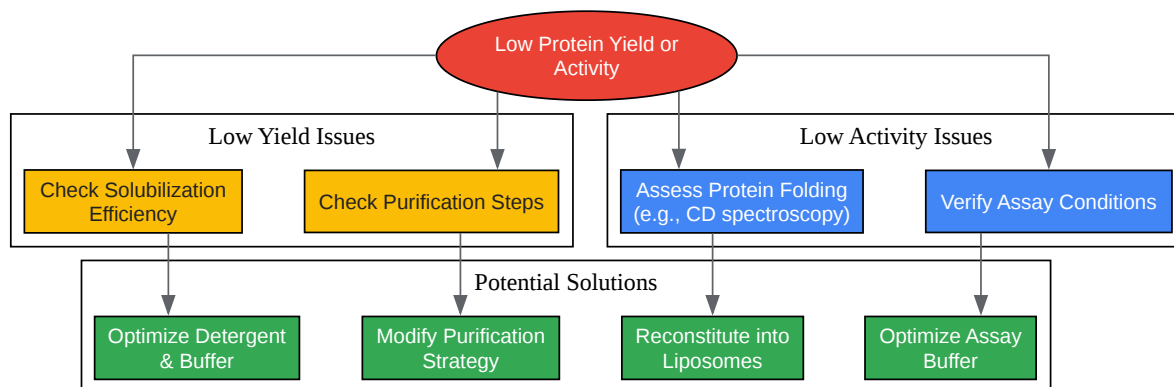 Low Protein Yield or
Activity
Low Yield Issues
Low Activity Issues
Check Solubilization
Efficiency
Check Purification Steps
Assess Protein Folding
(e.g., CD spectroscopy)
Verify Assay Conditions
Potential Solutions
Optimize Detergent
& Buffer
Modify Purification
Strategy
Reconstitute into
Liposomes
Optimize Assay
Buffer